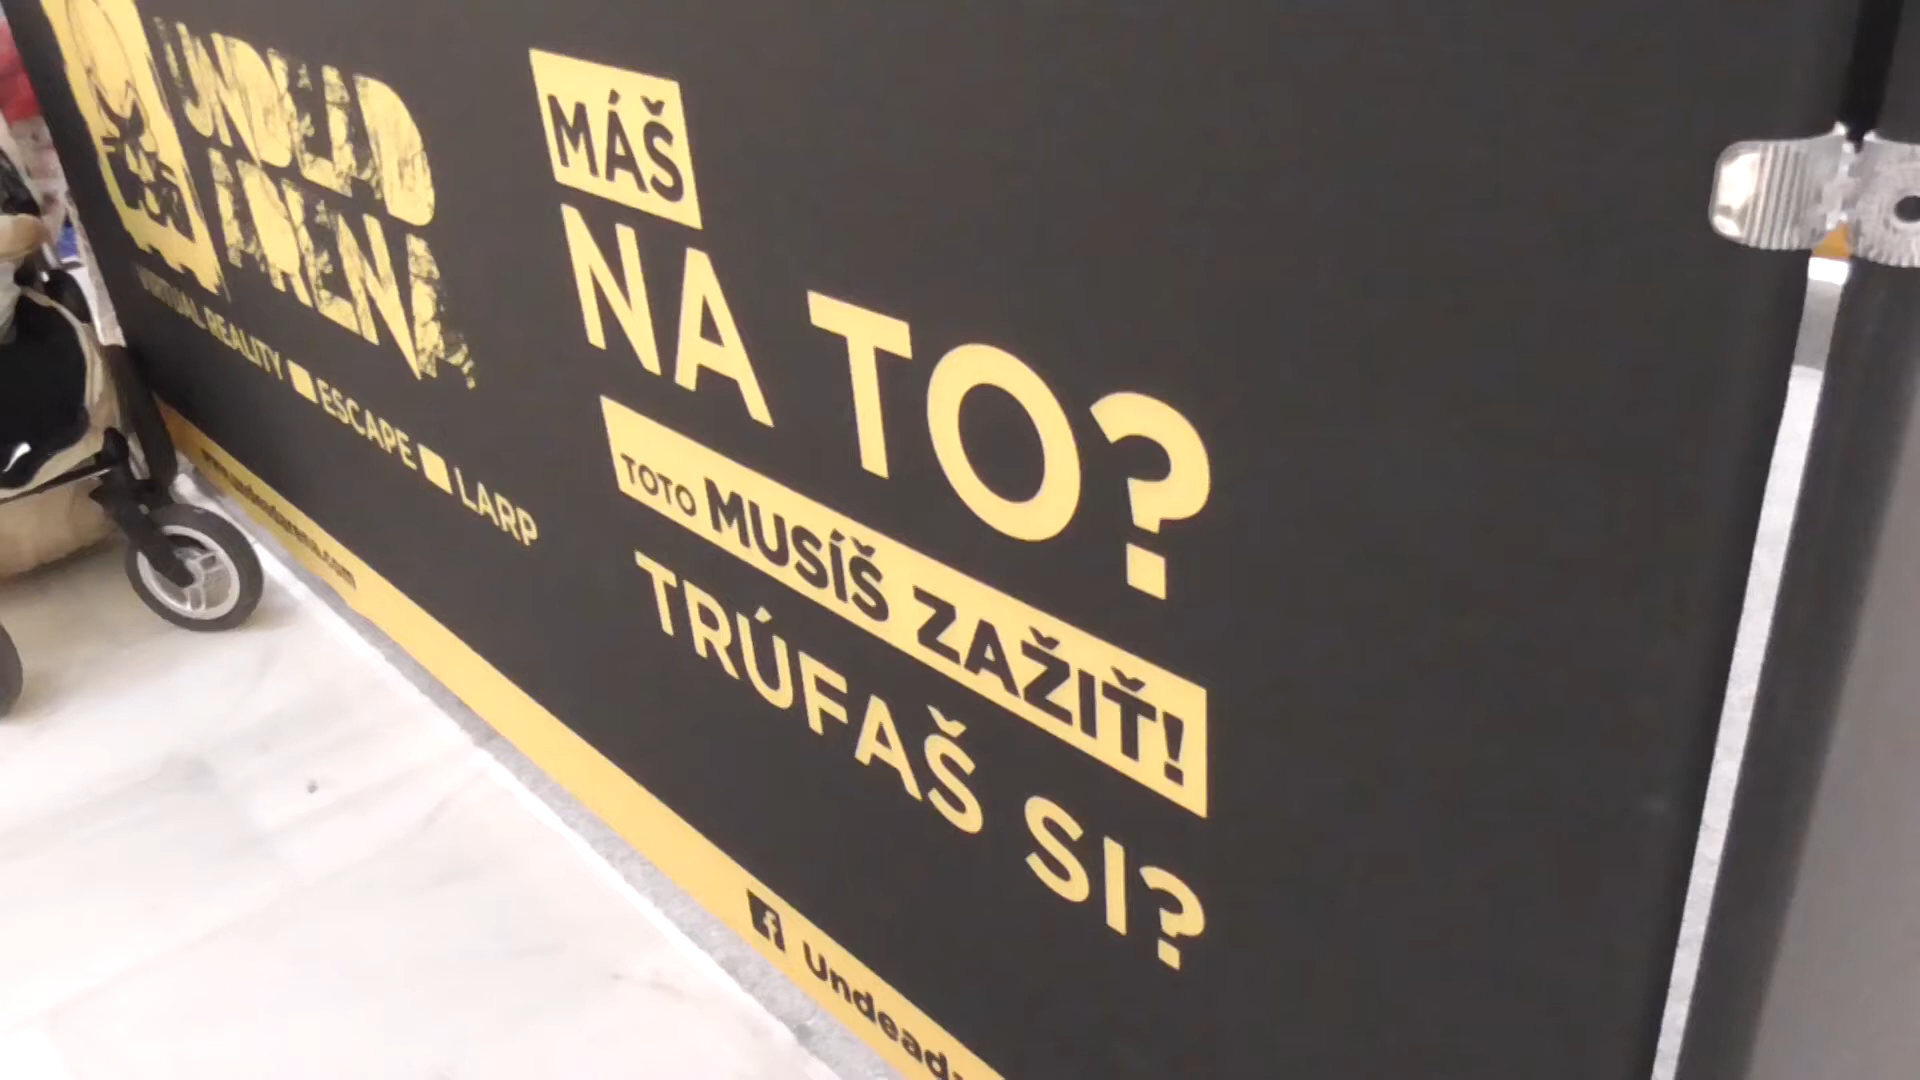 UNDEAD
ARENA
VIRTUAL REALITY ■ ESCAPE ■ LARP
MÁŠ
NA TO?
TOTO MUSÍŠ ZAŽIŤ!
TRÚFAŠ SI?
Undead